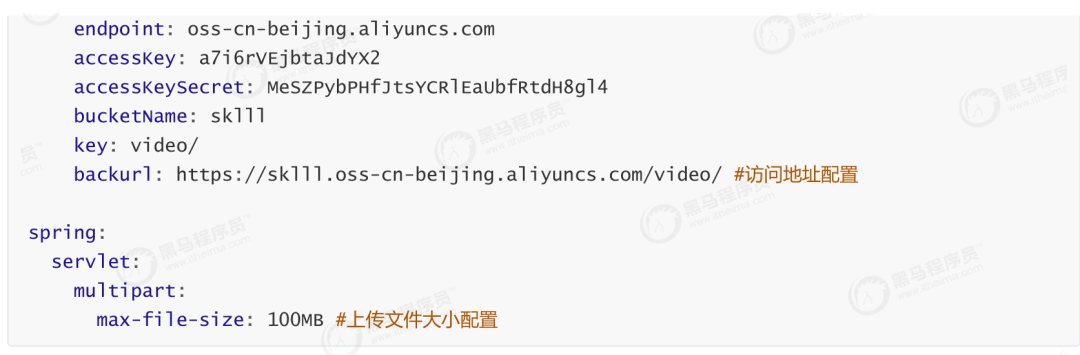 endpoint: oss-cn-beijing.aliyuncs.com
accessKey: a7i6rVEjbtaJdYX2
accessKeySecret: MeSZPybPHfJtsYCRlEaUbfRtdH8gl4
bucketName: sklll
key: video/
backurl: https://sklll.oss-cn-beijing.aliyuncs.com/video/ #访问地址配置
spring:
servlet:
multipart:
max-file-size: 100MB #上传文件大小配置
黑马程序员
www.itheima.com